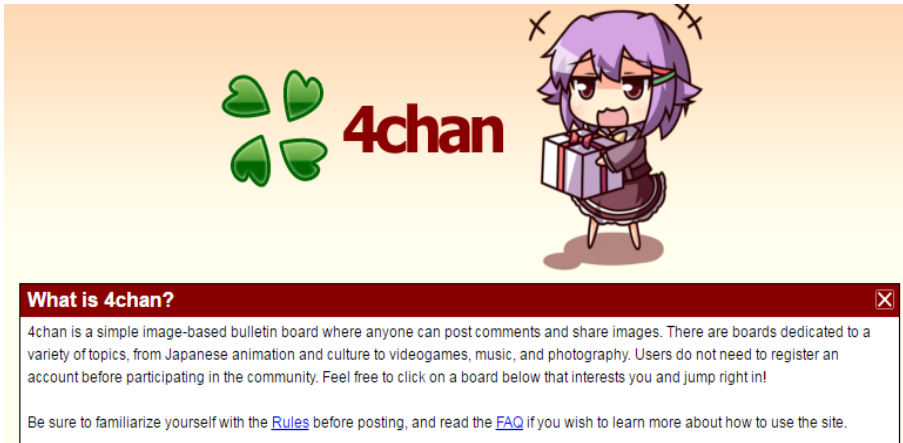 4chan
What is 4chan?
4chan is a simple image-based bulletin board where anyone can post comments and share images. There are boards dedicated to a
variety of topics, from Japanese animation and culture to videogames, music, and photography. Users do not need to register an
account before participating in the community. Feel free to click on a board below that interests you and jump right in!
Be sure to familiarize yourself with the Rules before posting, and read the FAQ if you wish to learn more about how to use the site.